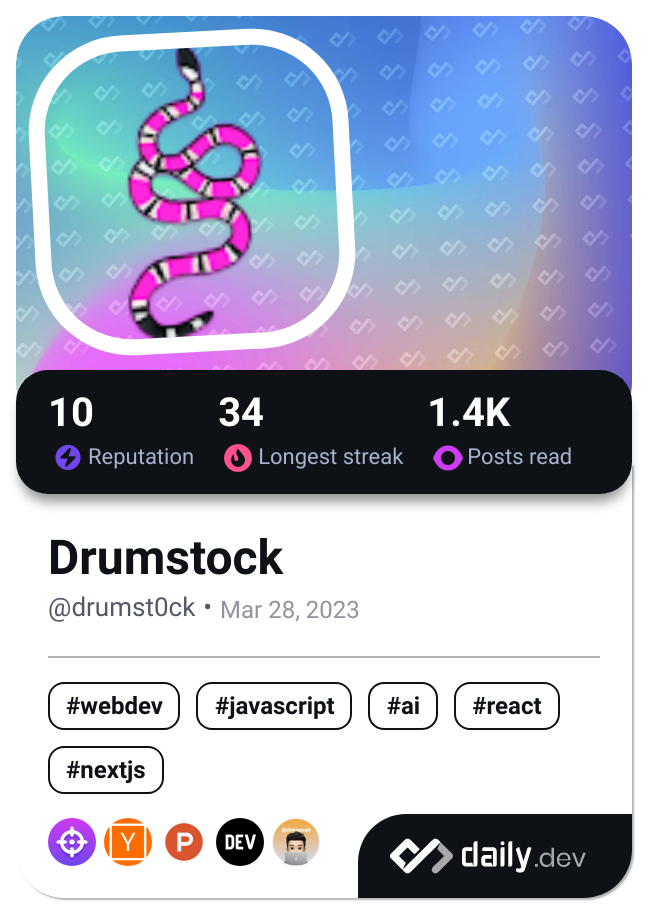 10 34 1.4K
Reputation Longest streak Posts read
Drumstock
@drumst0ck • Mar 28, 2023
#webdev #javascript #ai #react
#nextjs
Y P DEV daily.dev